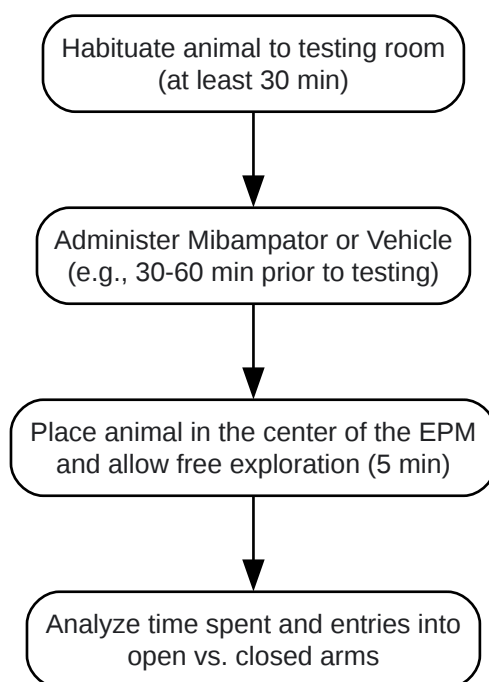 Habituate animal to testing room
(at least 30 min)
Administer Mibampator or Vehicle
(e.g., 30-60 min prior to testing)
Place animal in the center of the EPM
and allow free exploration (5 min)
Analyze time spent and entries into
open vs. closed arms